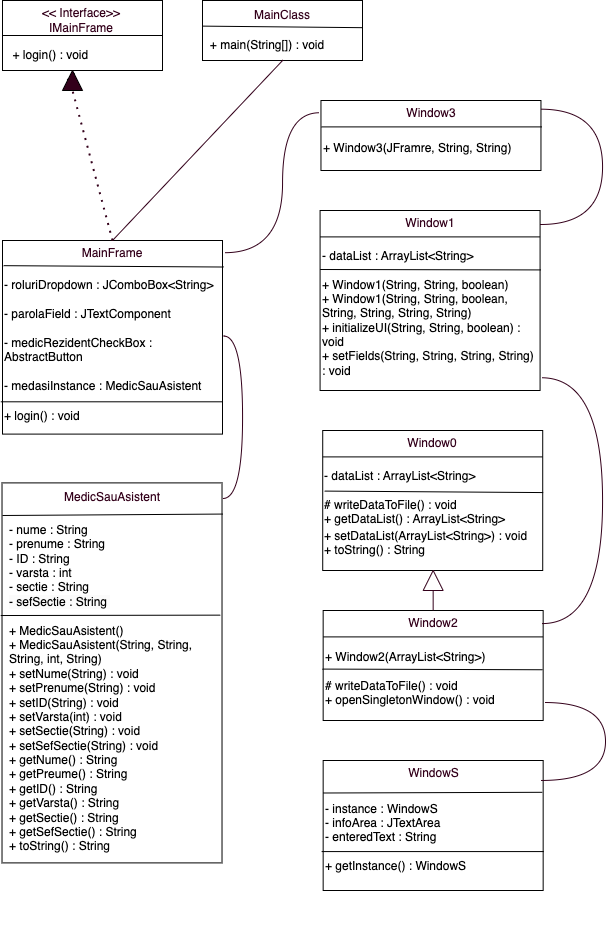 << Interface>>
IMainFrame
+ login() : void
MainClass
+ main(String[]) : void
MainFrame
- roluriDropdown : JComboBox<String>
- parolaField : JTextComponent
- medicRezidentCheckBox :
AbstractButton
- medasiInstance : MedicSauAsistent
+ login() : void
MedicSauAsistent
- nume : String
- prenume : String
- ID : String
- varsta : int
- sectie : String
- sefSectie : String
+ MedicSauAsistent()
+ MedicSauAsistent(String, String,
String, int, String)
+ setNume(String) : void
+ setPrenume(String) : void
+ setID(String) : void
+ setVarsta(int) : void
+ setSectie(String) : void
+ setSefSectie(String) : void
+ getNume() : String
+ getPreume() : String
+ getID() : String
+ getVarsta() : String
+ getSectie() : String
+ getSefSectie() : String
+ toString() : String
Window3
+ Window3(JFramre, String, String)
Window1
- dataList : ArrayList<String>
+ Window1(String, String, boolean)
+ Window1(String, String, boolean,
String, String, String, String)
+ initializeUI(String, String, boolean) :
void
+ setFields(String, String, String, String)
: void
Window0
- dataList : ArrayList<String>
# writeDataToFile() : void
+ getDataList() : ArrayList<String>
+ setDataList(ArrayList<String>) : void
+ toString() : String
Window2
+ Window2(ArrayList<String>)
# writeDataToFile() : void
+ openSingletonWindow() : void
WindowS
- instance : WindowS
- infoArea : JTextArea
- enteredText : String
+ getInstance() : WindowS